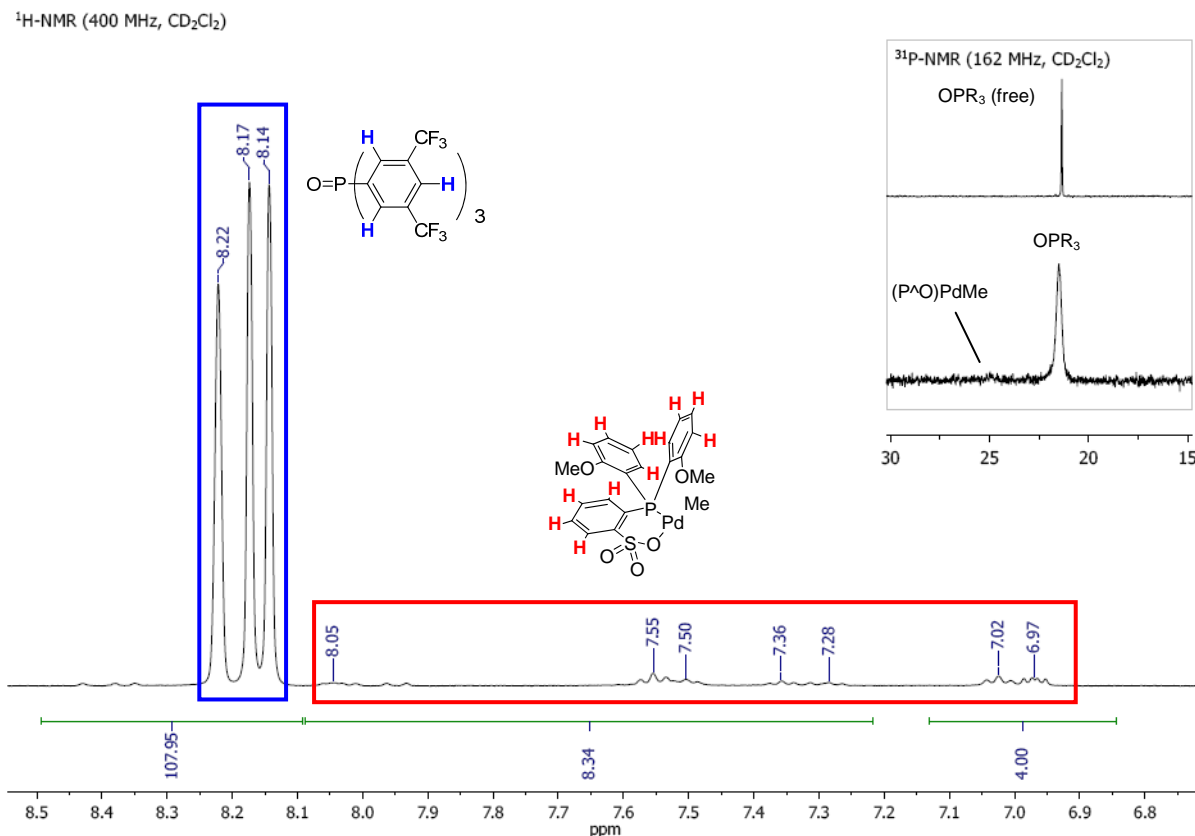 ¹H-NMR (400 MHz, CD₂Cl₂)
³¹P-NMR (162 MHz, CD₂Cl₂)
OPR₃ (free)
OPR₃
(P^O)PdMe
30 25 20 15
8.22
8.17
8.14
H CF₃
O=P H
H CF₃
3
H H
H H HH H
H MeO H OMe
H H P Me
H Pd
H S O
O O
8.05
7.55
7.50
7.36
7.28
7.02
6.97
107.95
8.34
4.00
8.5 8.4 8.3 8.2 8.1 8.0 7.9 7.8 7.7 7.6 7.5 7.4 7.3 7.2 7.1 7.0 6.9 6.8
ppm